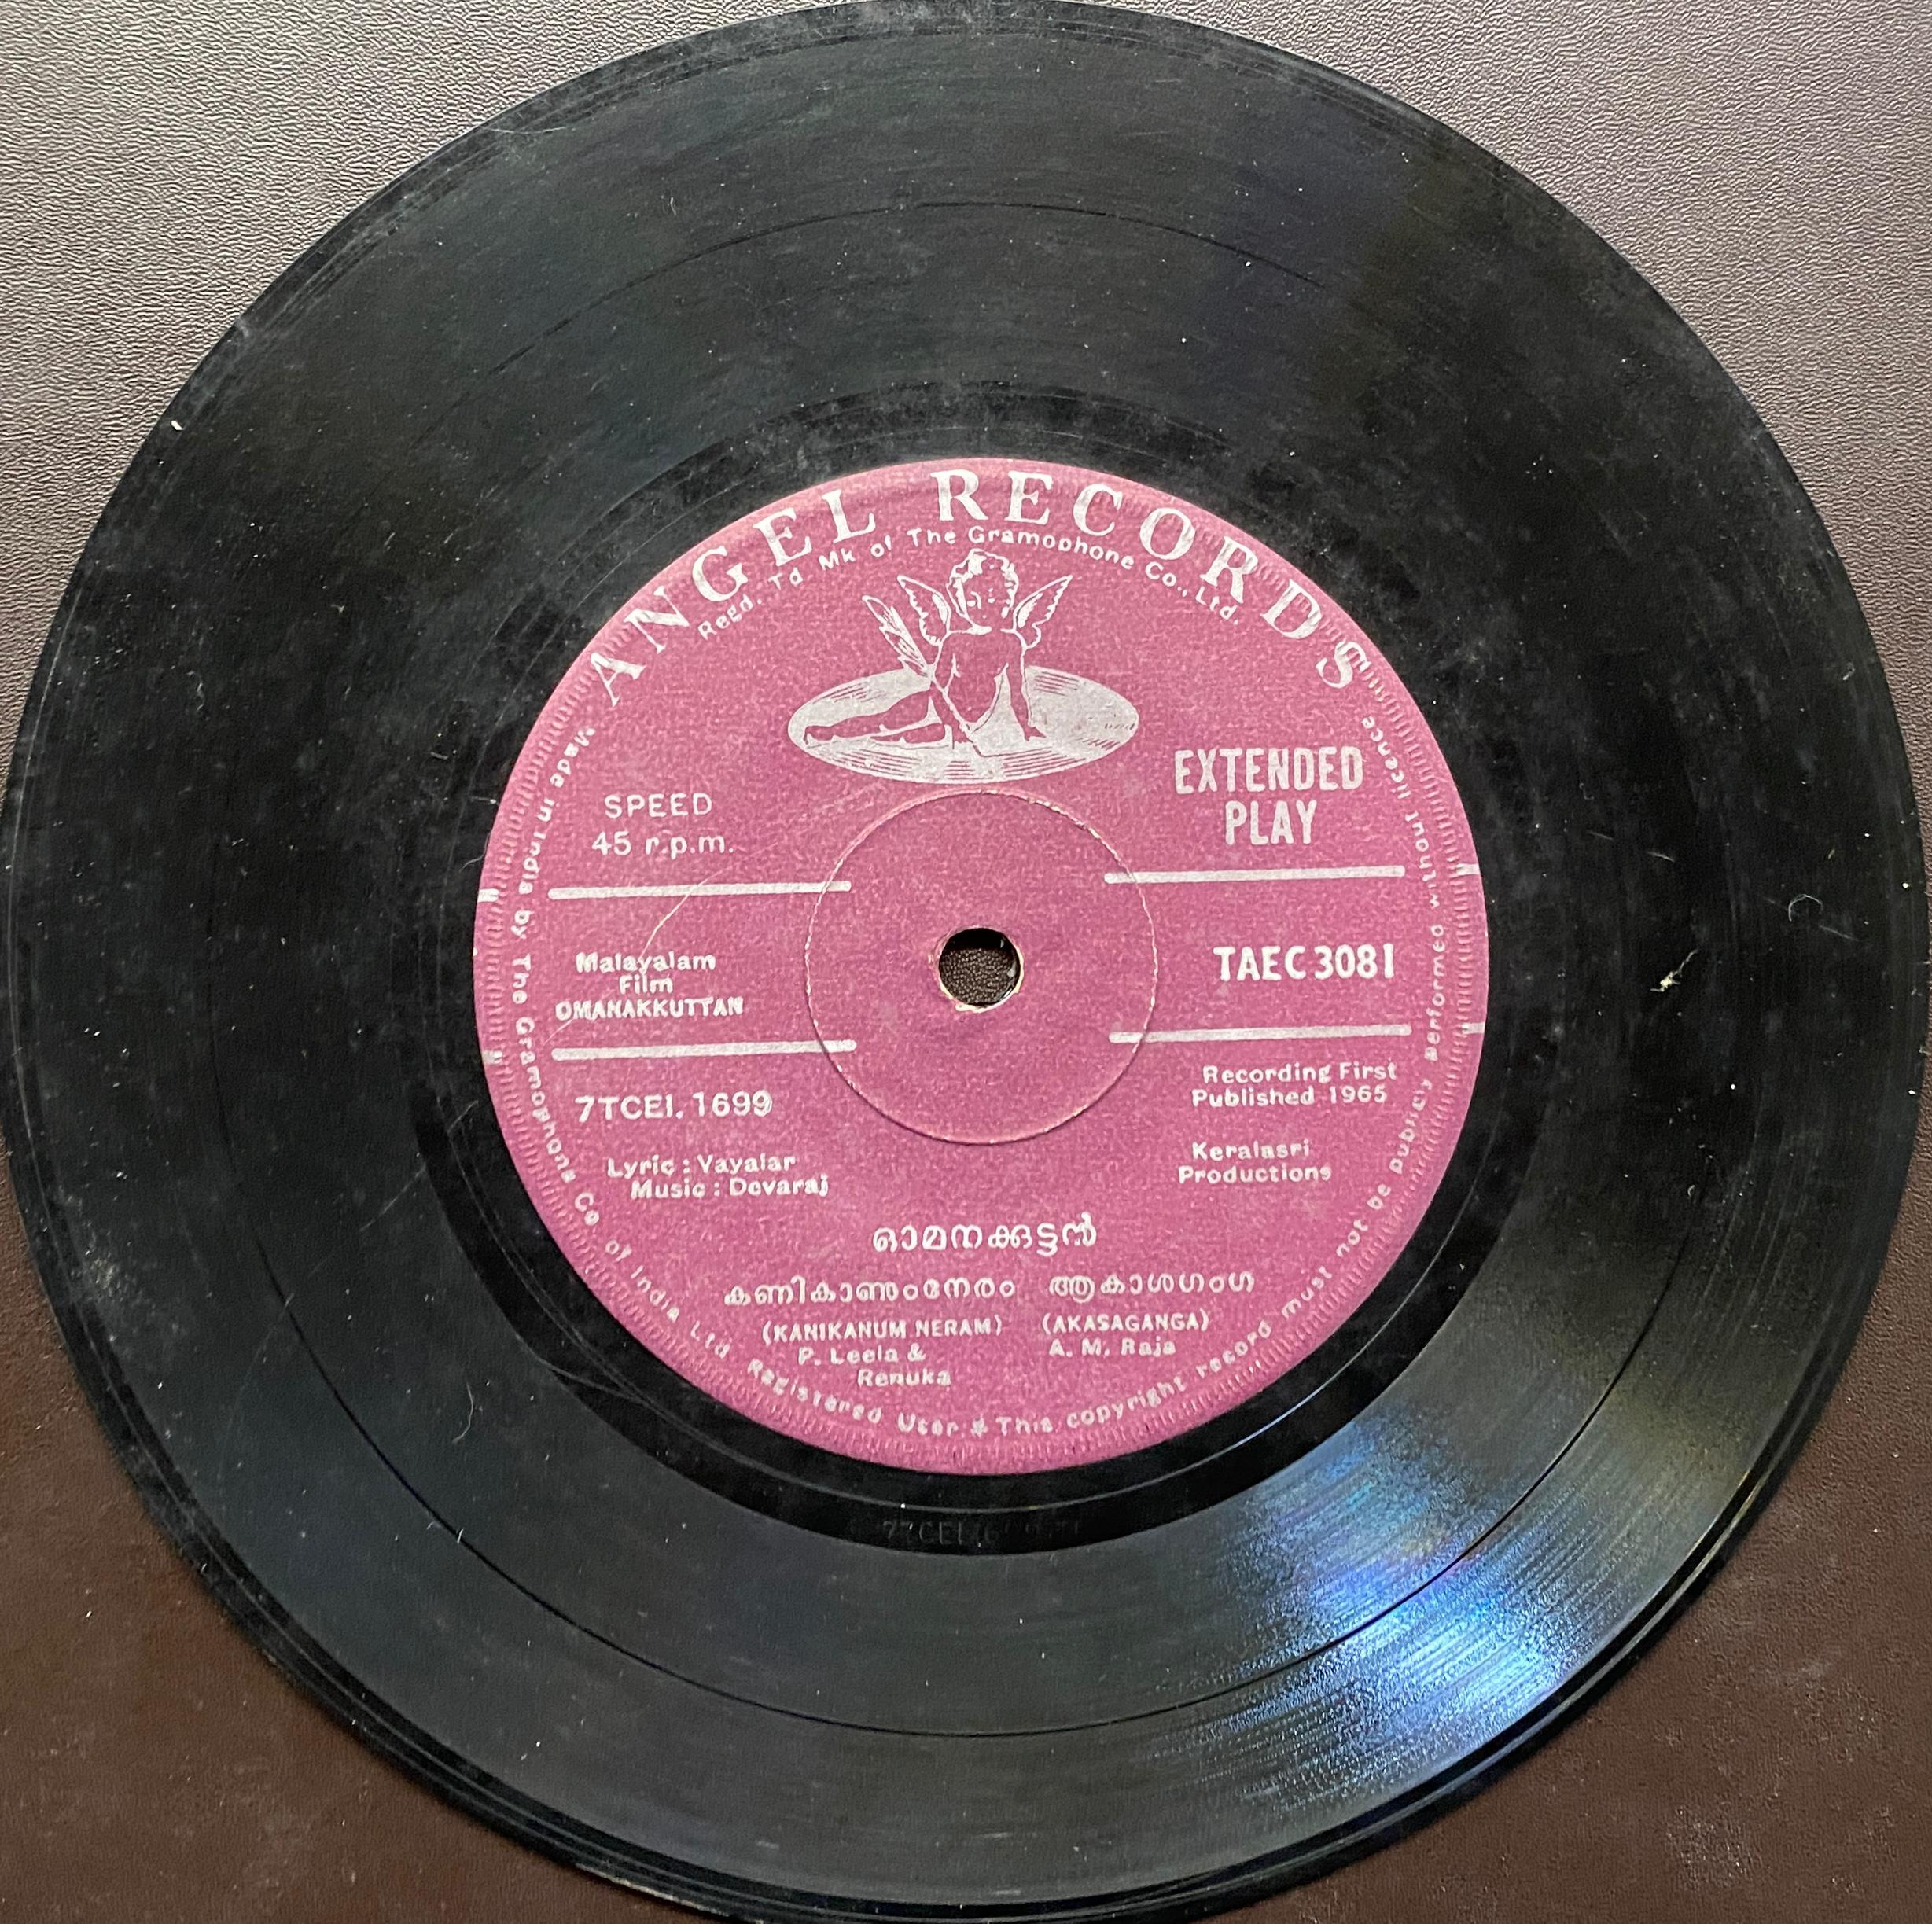 ANGEL RECORDS
Regd. Td Mk of The Gramophone Co., Ltd.
SPEED
45 r.p.m.
EXTENDED
PLAY
Malayalam
Film
OMANAKKUTTAN
TAEC 3081
7TCEI. 1699
Recording First
Published 1965
Lyric : Vayalar
Music : Devaraj
Keralasri
Productions
ഓമനക്കുട്ടൻ
കണികാണുംനേരം ആകാശഗംഗ
(KANIKANUM NERAM) (AKASAGANGA)
P. Leela & A. M. Raja
Renuka
Made in India by The Gramophone Co of India Ltd Registered User * This copyright record must not be publicly performed without licence